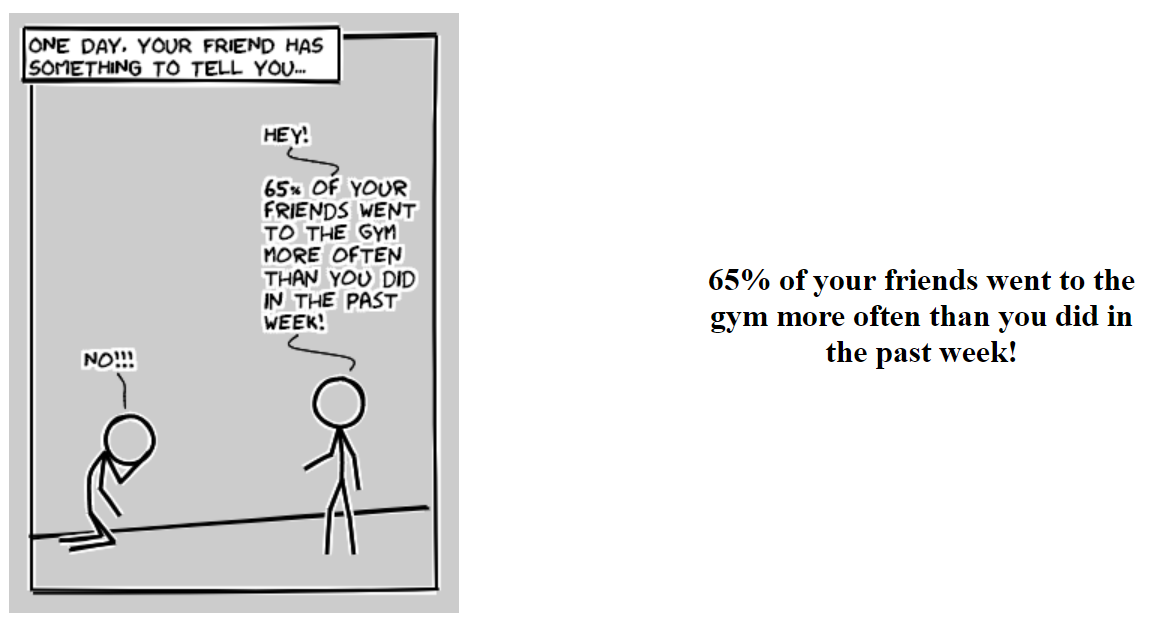 ONE DAY, YOUR FRIEND HAS
SOMETHING TO TELL YOU...
HEY!
65% OF YOUR
FRIENDS WENT
TO THE GYM
MORE OFTEN
THAN YOU DID
IN THE PAST
WEEK!
NO!!!
65% of your friends went to the
gym more often than you did in
the past week!